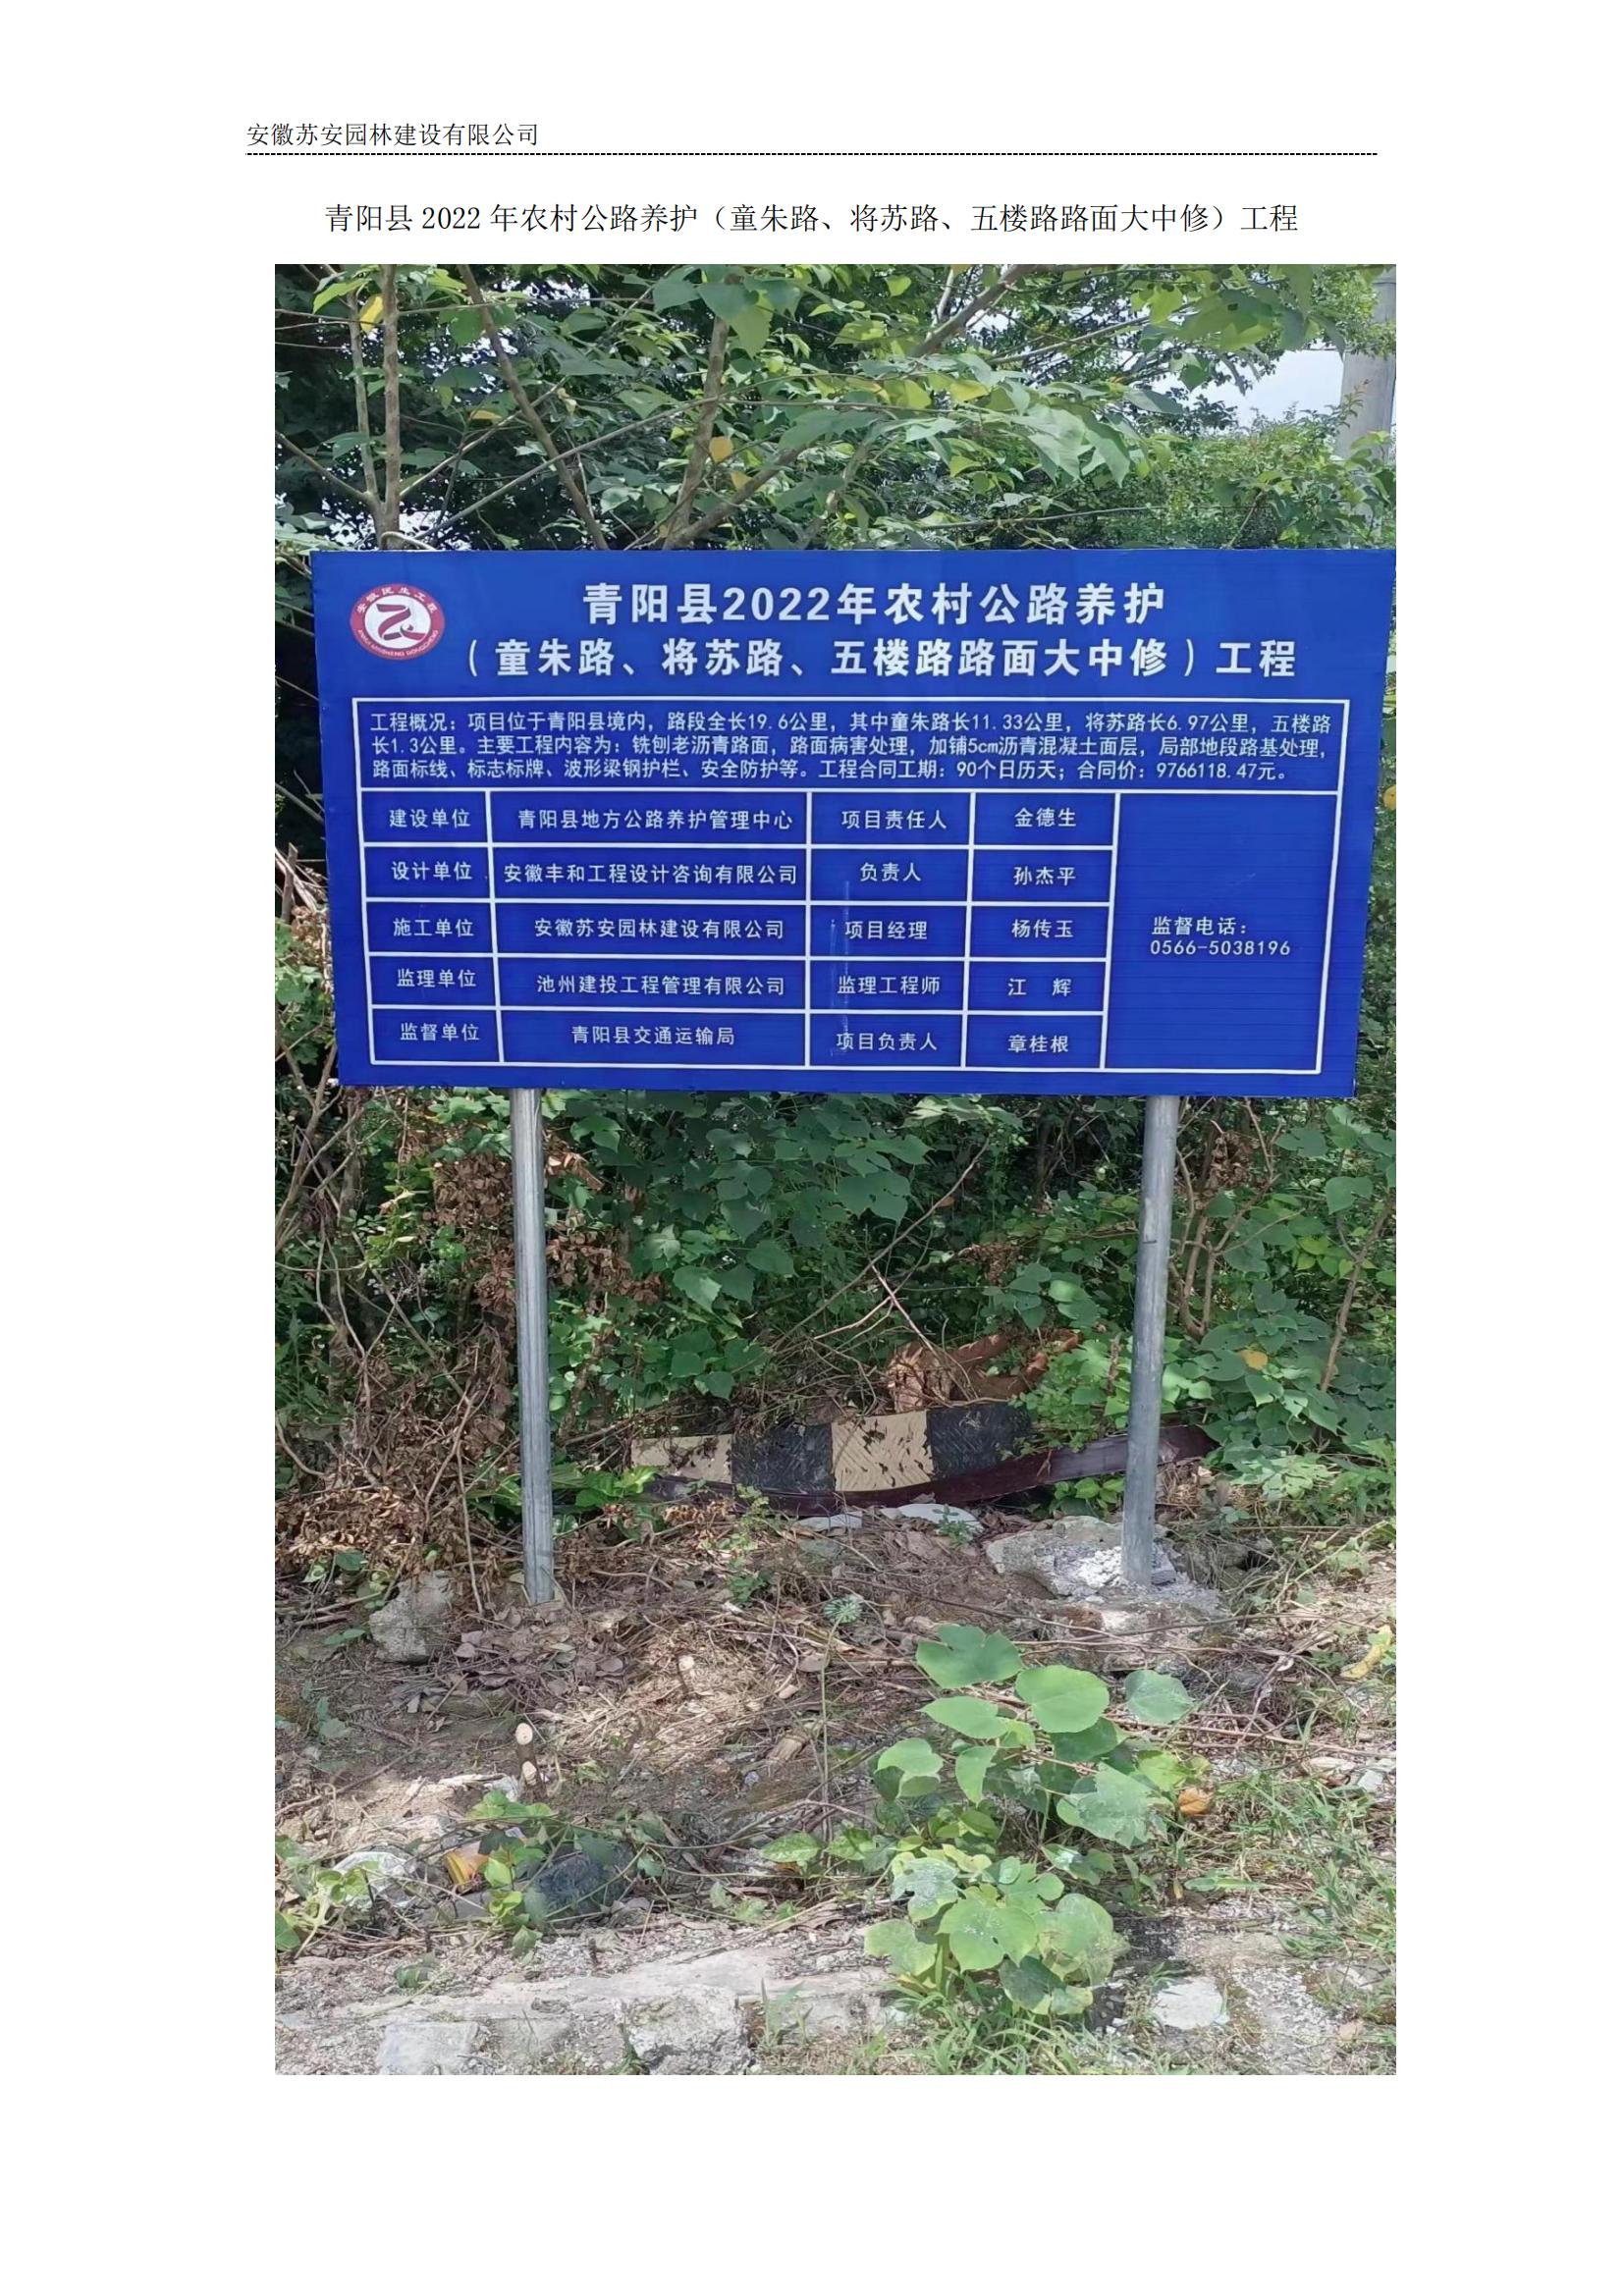 安徽苏安园林建设有限公司
青阳县 2022 年农村公路养护（童朱路、将苏路、五楼路路面大中修）工程
安徽民生工程
ANHUI MINSHENG GONGCHENG
青阳县2022年农村公路养护
（童朱路、将苏路、五楼路路面大中修）工程
工程概况：项目位于青阳县境内，路段全长19.6公里，其中童朱路长11.33公里，将苏路长6.97公里，五楼路
长1.3公里。主要工程内容为：铣刨老沥青路面，路面病害处理，加铺5cm沥青混凝土面层，局部地段路基处理，
路面标线、标志标牌、波形梁钢护栏、安全防护等。工程合同工期：90个日历天；合同价：9766118.47元。
建设单位 青阳县地方公路养护管理中心 项目责任人 金德生
设计单位 安徽丰和工程设计咨询有限公司 负责人 孙杰平
施工单位 安徽苏安园林建设有限公司 项目经理 杨传玉
监理单位 池州建投工程管理有限公司 监理工程师 江 辉
监督单位 青阳县交通运输局 项目负责人 章桂根
监督电话：
0566-5038196